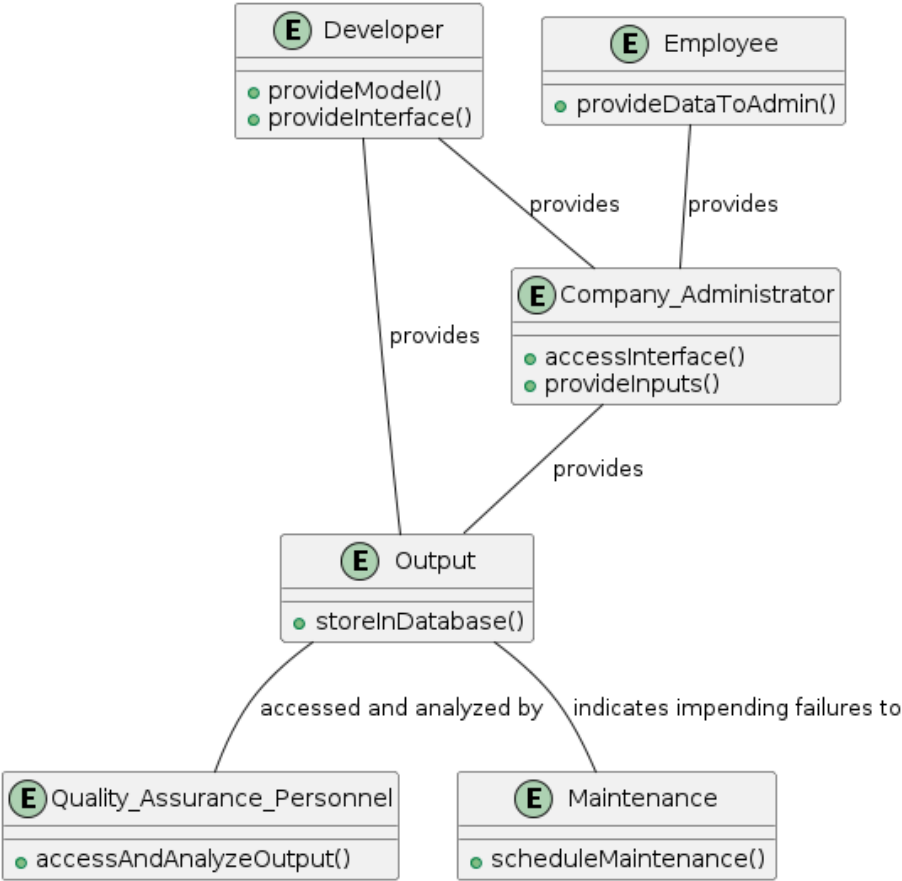 E Developer
provideModel()
provideInterface()
E Employee
provideDataToAdmin()
provides
provides
provides
E Company_Administrator
accessInterface()
provideInputs()
provides
E Output
storeInDatabase()
accessed and analyzed by
indicates impending failures to
E Quality_Assurance_Personnel
accessAndAnalyzeOutput()
E Maintenance
scheduleMaintenance()